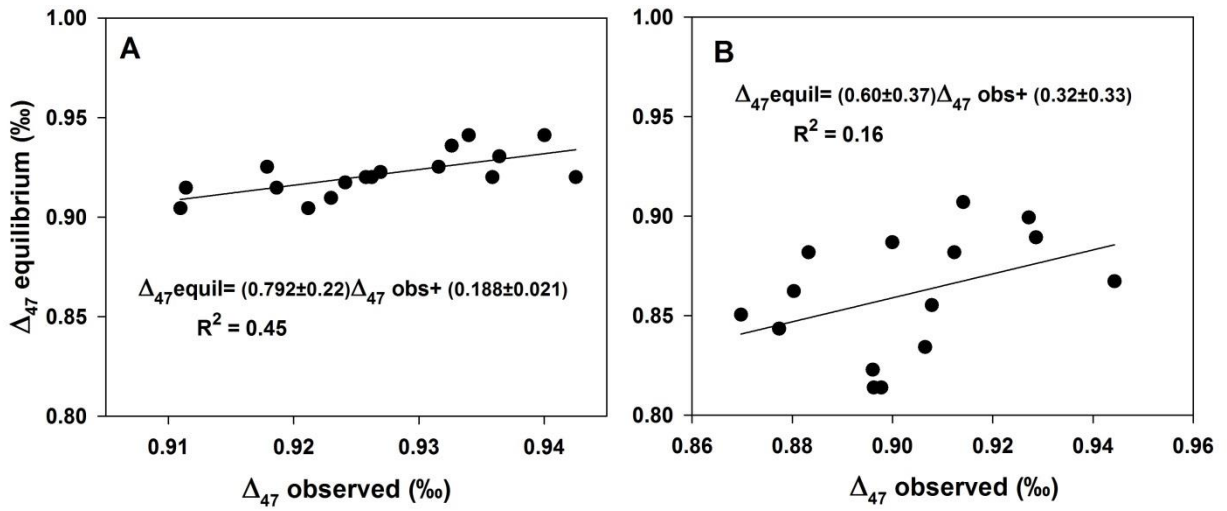 A
1.00
0.95
0.90
0.85
0.80
Δ47 equilibrium (‰)
Δ47equil= (0.792±0.22)Δ47 obs+ (0.188±0.021)
R2 = 0.45
0.91 0.92 0.93 0.94
Δ47 observed (‰)
B
1.00
0.95
0.90
0.85
0.80
Δ47equil= (0.60±0.37)Δ47 obs+ (0.32±0.33)
R2 = 0.16
0.86 0.88 0.90 0.92 0.94 0.96
Δ47 observed (‰)